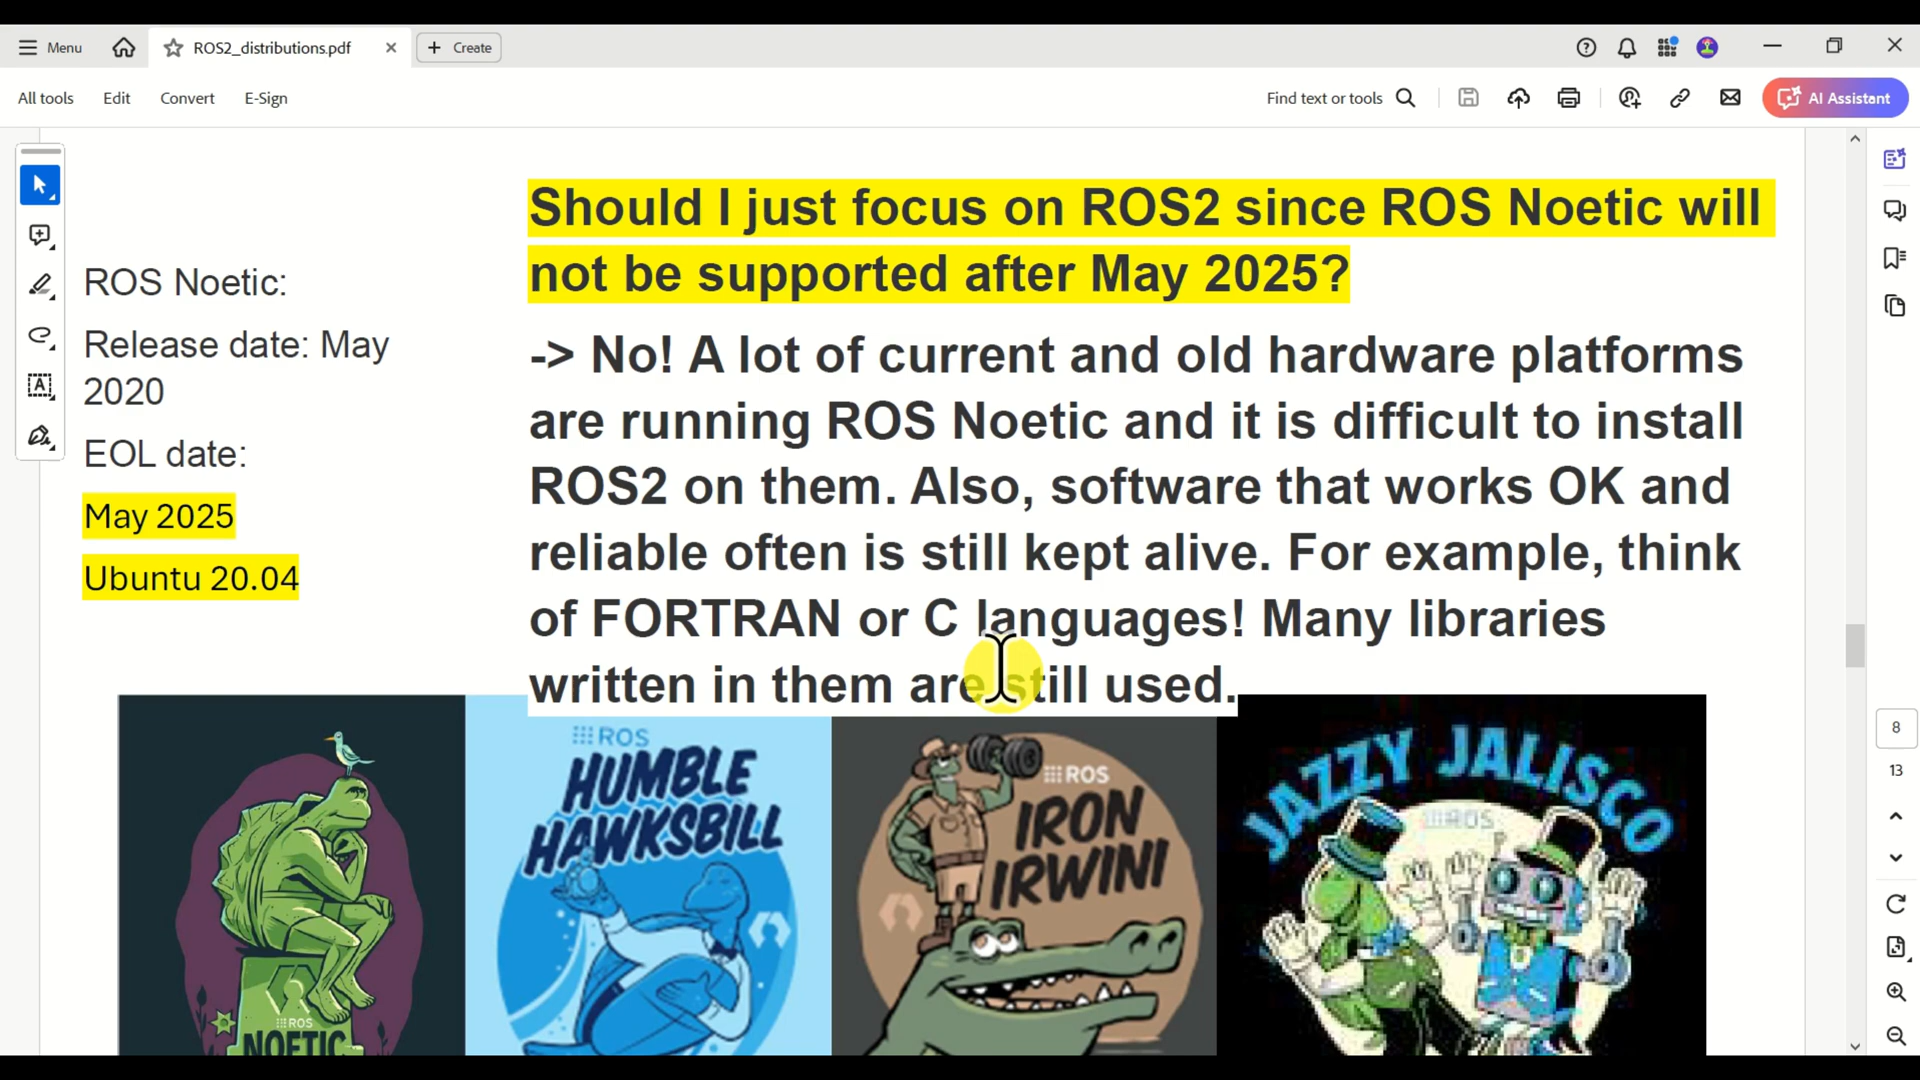 Menu
ROS2_distributions.pdf
Create
All tools
Edit
Convert
E-Sign
Find text or tools
AI Assistant
Should I just focus on ROS2 since ROS Noetic will
not be supported after May 2025?
ROS Noetic:
Release date: May
2020
EOL date:
May 2025
Ubuntu 20.04
-> No! A lot of current and old hardware platforms
are running ROS Noetic and it is difficult to install
ROS2 on them. Also, software that works OK and
reliable often is still kept alive. For example, think
of FORTRAN or C languages! Many libraries
written in them are still used.
ROS
NOETIC
ROS
HUMBLE
HAWKSBILL
ROS
IRON
IRWINI
JAZZY JALISCO
ROS
8
13